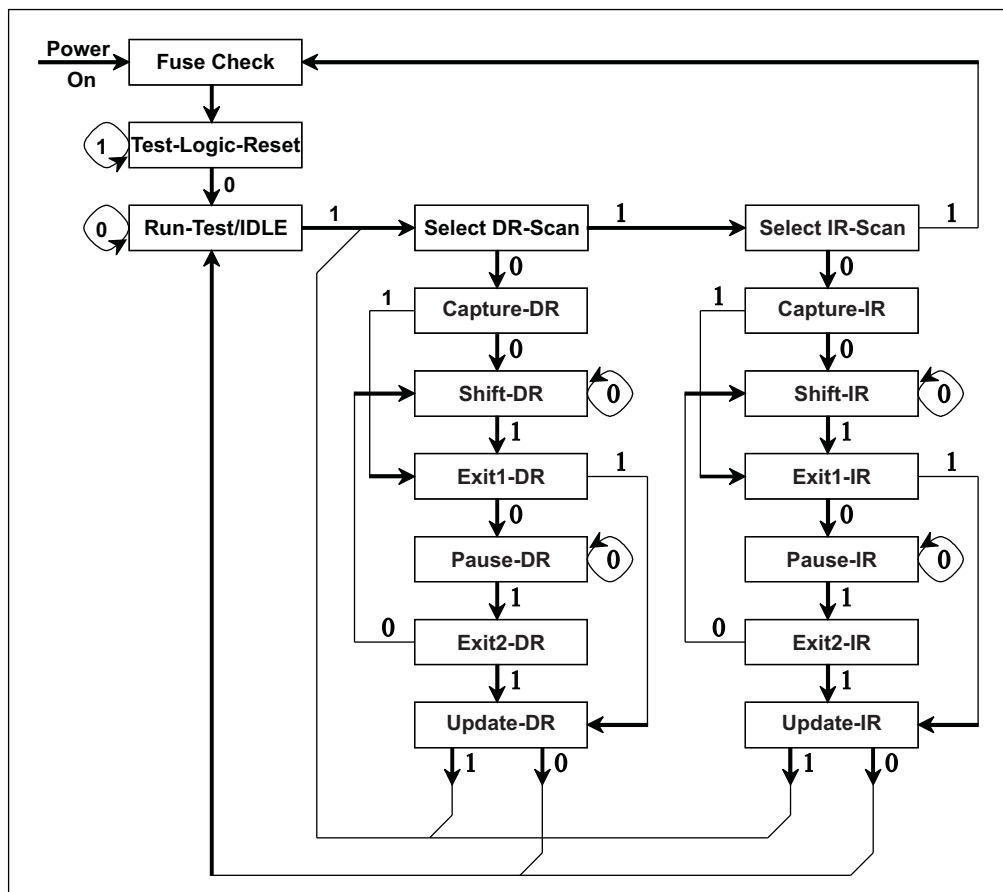 Power
On
Fuse Check
1
Test-Logic-Reset
0
0
Run-Test/IDLE
1
Select DR-Scan
1
Select IR-Scan
1
0
0
1
Capture-DR
1
Capture-IR
0
0
Shift-DR
0
Shift-IR
0
1
1
Exit1-DR
1
Exit1-IR
1
0
0
Pause-DR
0
Pause-IR
0
1
1
0
Exit2-DR
0
Exit2-IR
1
1
Update-DR
Update-IR
1
0
1
0